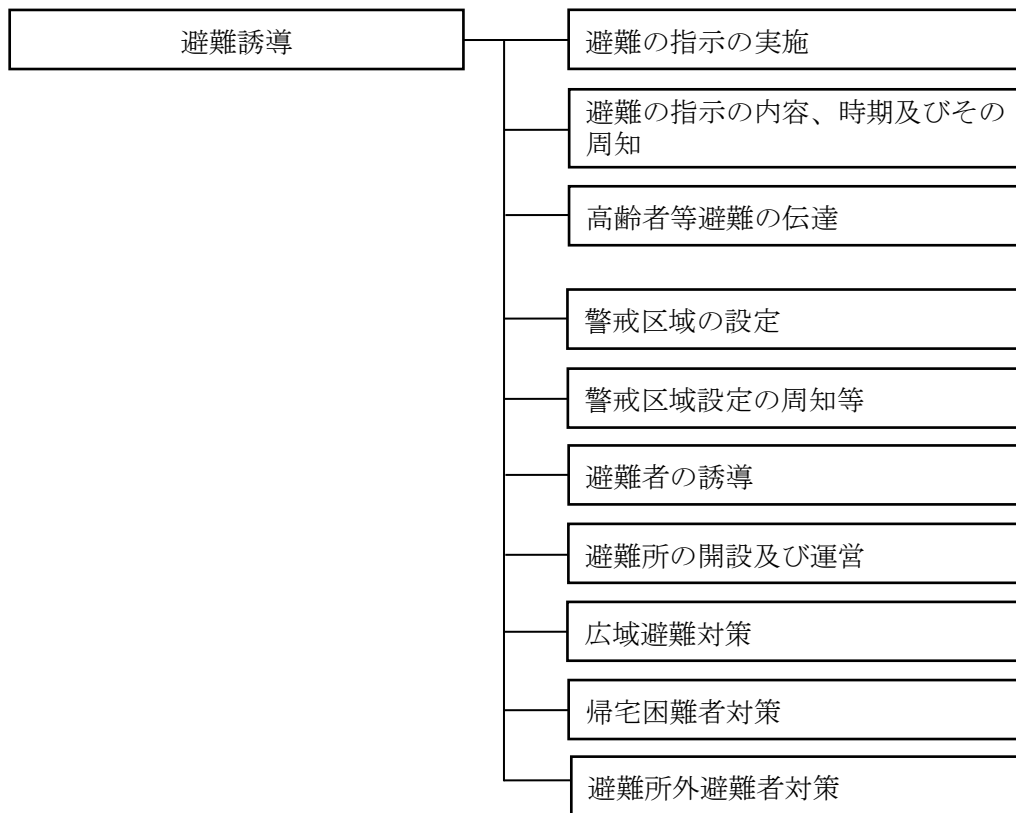 避難誘導
避難の指示の実施
避難の指示の内容、時期及びその
周知
高齢者等避難の伝達
警戒区域の設定
警戒区域設定の周知等
避難者の誘導
避難所の開設及び運営
広域避難対策
帰宅困難者対策
避難所外避難者対策